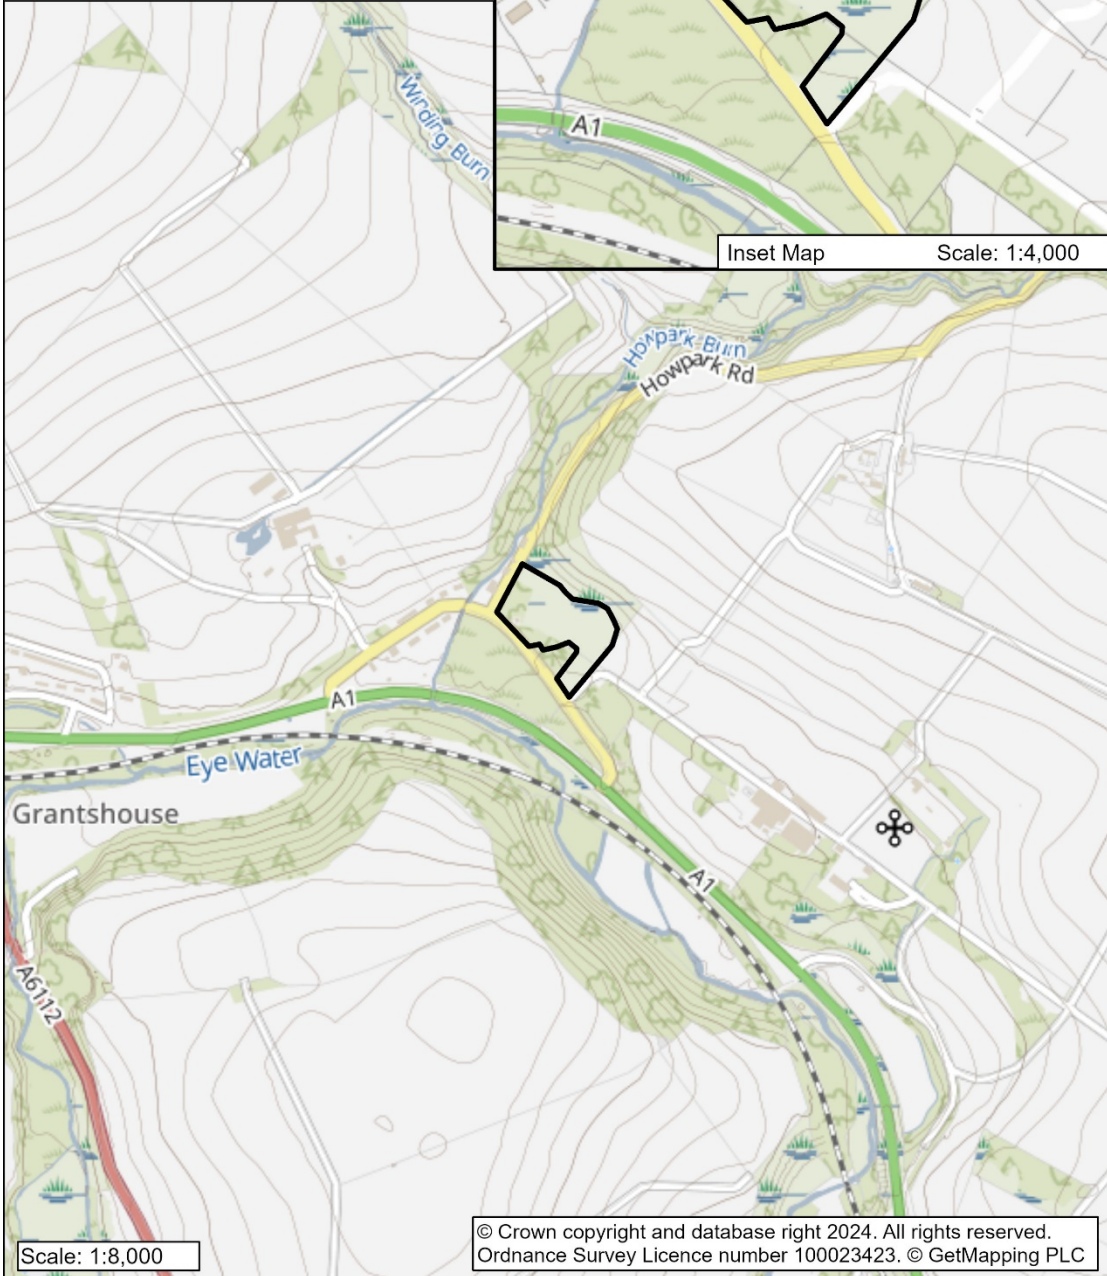 Winding Burn
A1
Inset Map Scale: 1:4,000
Howpark Burn
Howpark Rd
A1
Eye Water
Grantshouse
A1
A6112
Scale: 1:8,000
© Crown copyright and database right 2024. All rights reserved.
Ordnance Survey Licence number 100023423. © GetMapping PLC